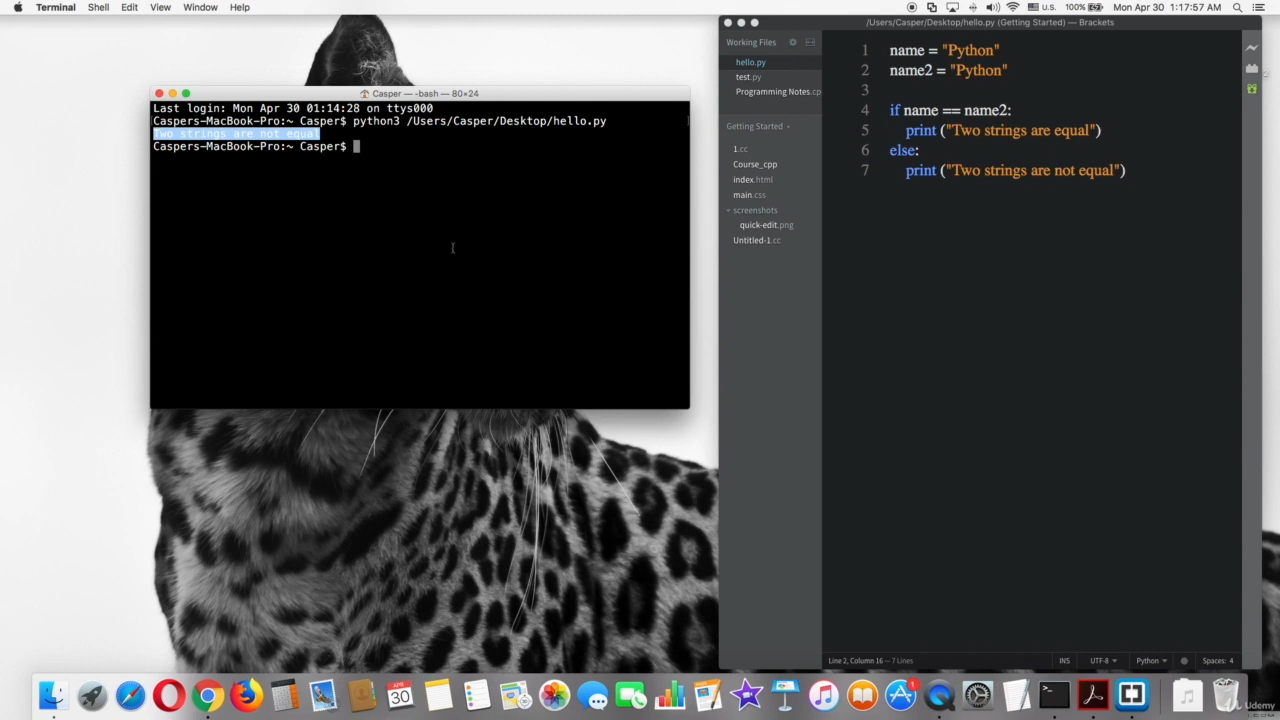 Terminal Shell Edit View Window Help
U.S. 100% Mon Apr 30 1:17:57 AM
Casper — -bash — 80×24
Last login: Mon Apr 30 01:14:28 on ttys000
Caspers-MacBook-Pro:~ Casper$ python3 /Users/Casper/Desktop/hello.py
Two strings are not equal
Caspers-MacBook-Pro:~ Casper$
/Users/Casper/Desktop/hello.py (Getting Started) — Brackets
Working Files
hello.py
test.py
Programming Notes.cp
Getting Started
1.cc
Course_cpp
index.html
main.css
screenshots
quick-edit.png
Untitled-1.cc
1 name = "Python"
2 name2 = "Python"
3
4 if name == name2:
5 print ("Two strings are equal")
6 else:
7 print ("Two strings are not equal")
Line 2, Column 16 — 7 Lines
INS UTF-8 Python Spaces: 4
APR
30
1
Udemy